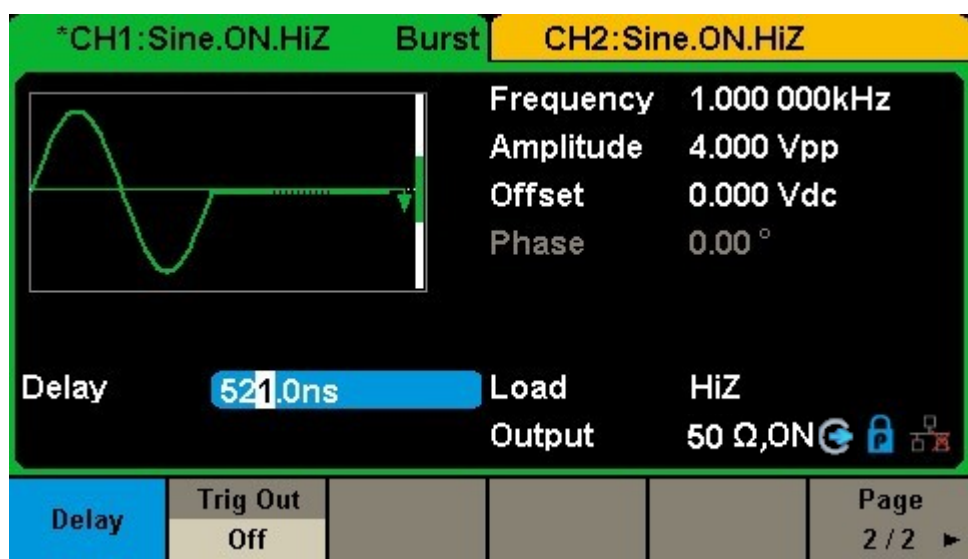 *CH1:Sine.ON.HiZ Burst CH2:Sine.ON.HiZ
Frequency 1.000 000kHz
Amplitude 4.000 Vpp
Offset 0.000 Vdc
Phase 0.00 °
Delay 521.0ns Load HiZ
Output 50 Ω,ON P
Delay Trig Out Off Page 2 / 2 ►